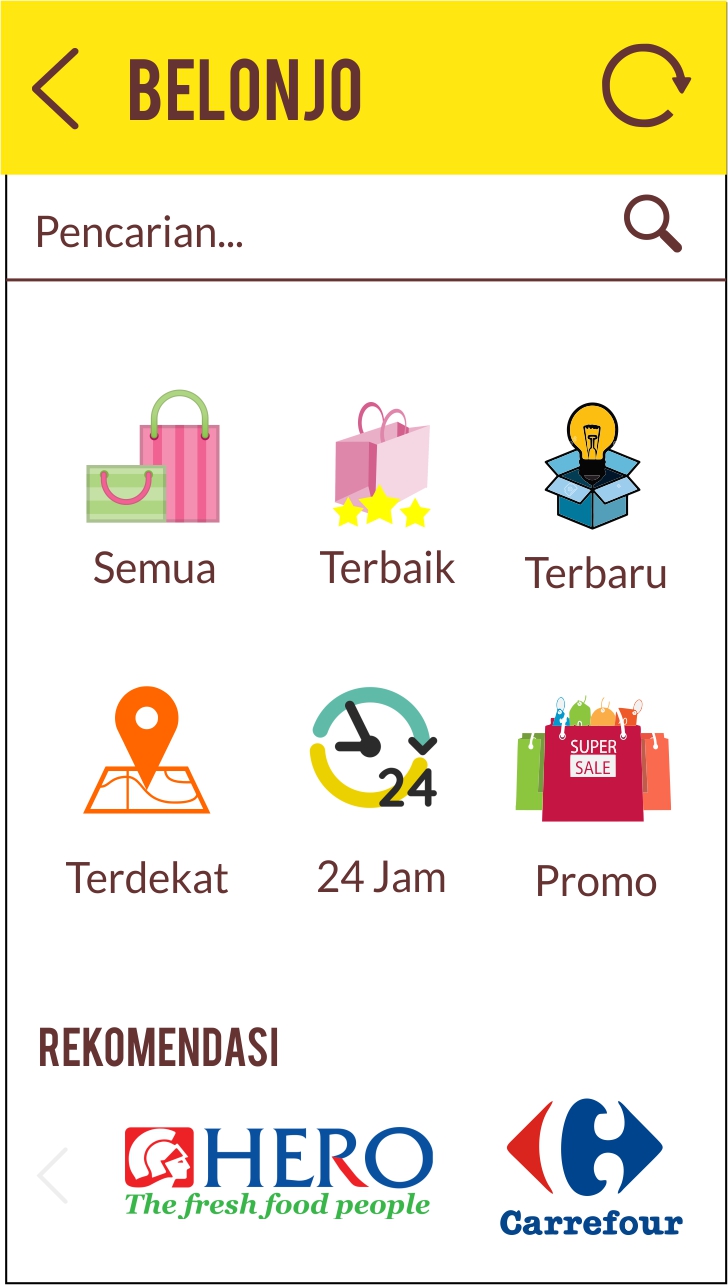 BELONJO
Pencarian...
Semua
Terbaik
Terbaru
24
SUPER
SALE
Terdekat
24 Jam
Promo
REKOMENDASI
HERO
The fresh food people
Carrefour